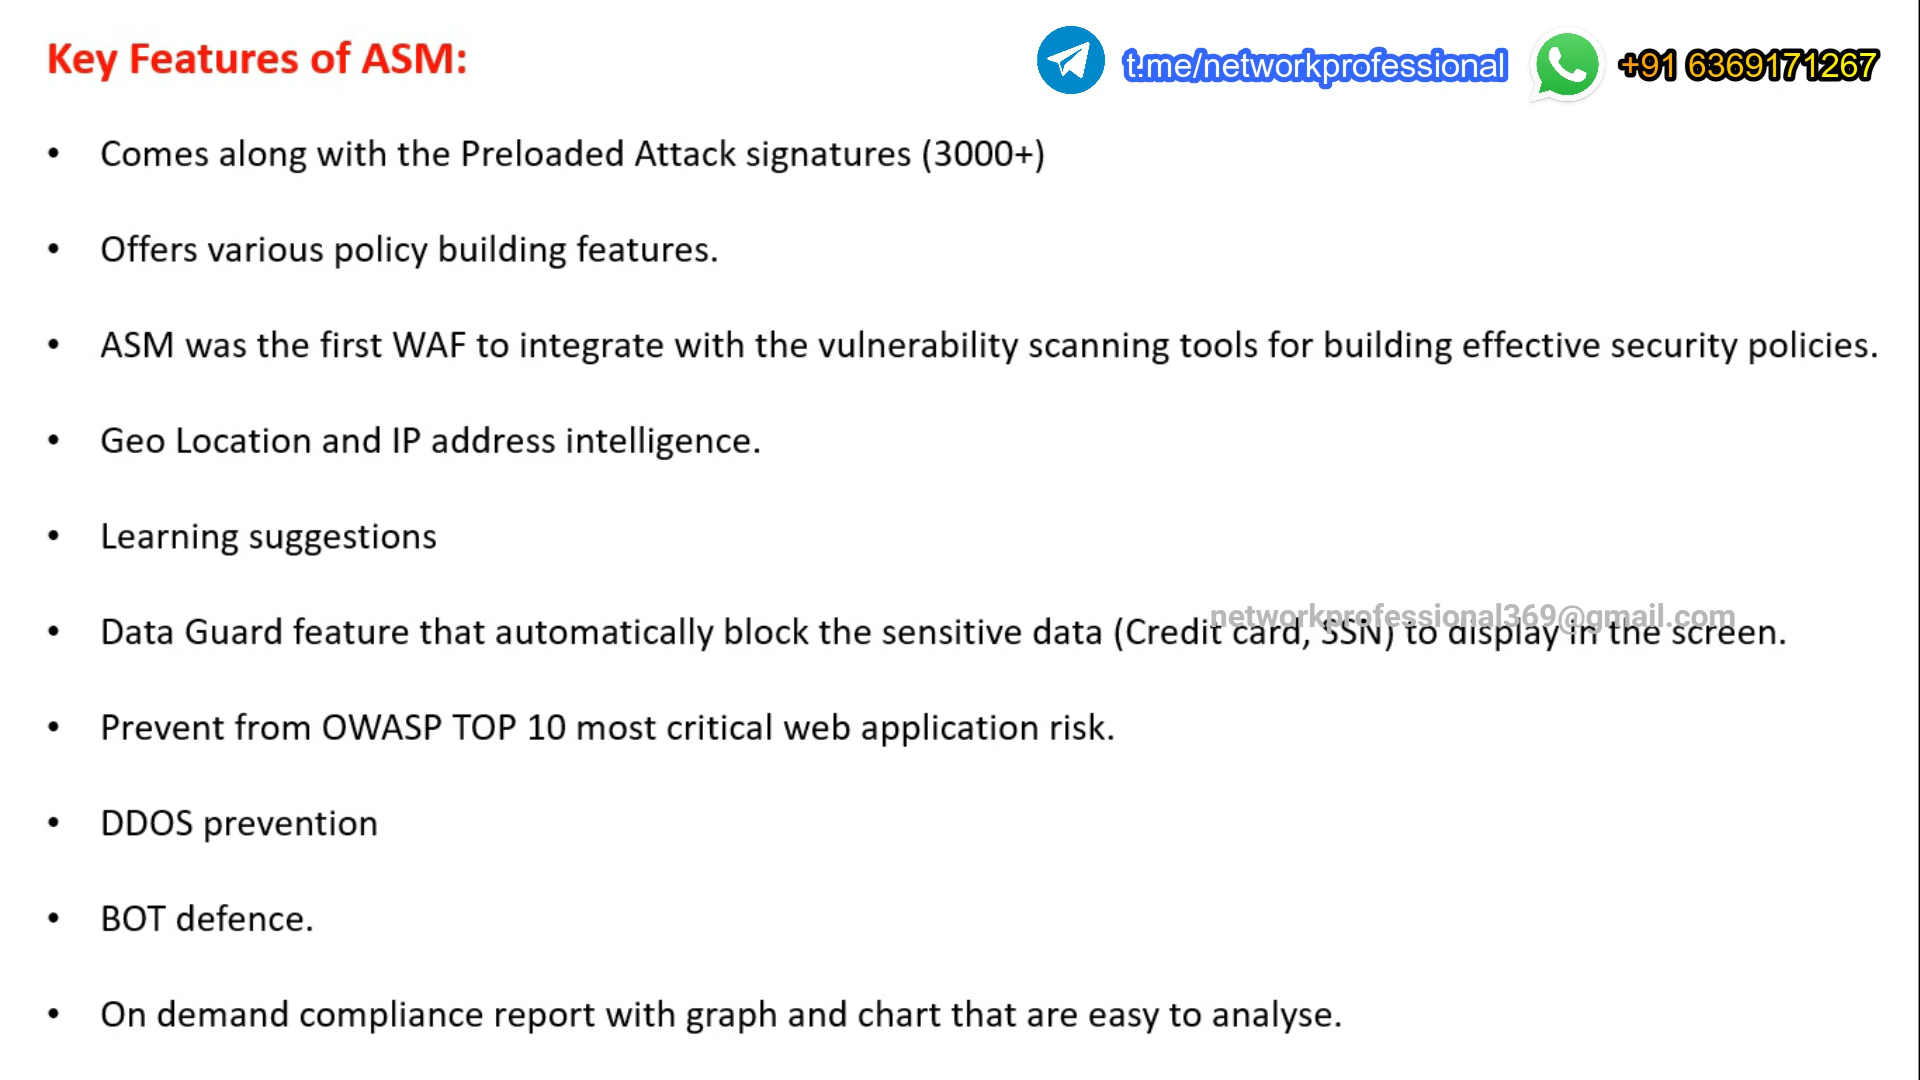 Key Features of ASM:
t.me/networkprofessional
+91 6369171267
• Comes along with the Preloaded Attack signatures (3000+)
• Offers various policy building features.
• ASM was the first WAF to integrate with the vulnerability scanning tools for building effective security policies.
• Geo Location and IP address intelligence.
• Learning suggestions
networkprofessional369@gmail.com
• Data Guard feature that automatically block the sensitive data (Credit card, SSN) to display in the screen.
• Prevent from OWASP TOP 10 most critical web application risk.
• DDOS prevention
• BOT defence.
• On demand compliance report with graph and chart that are easy to analyse.